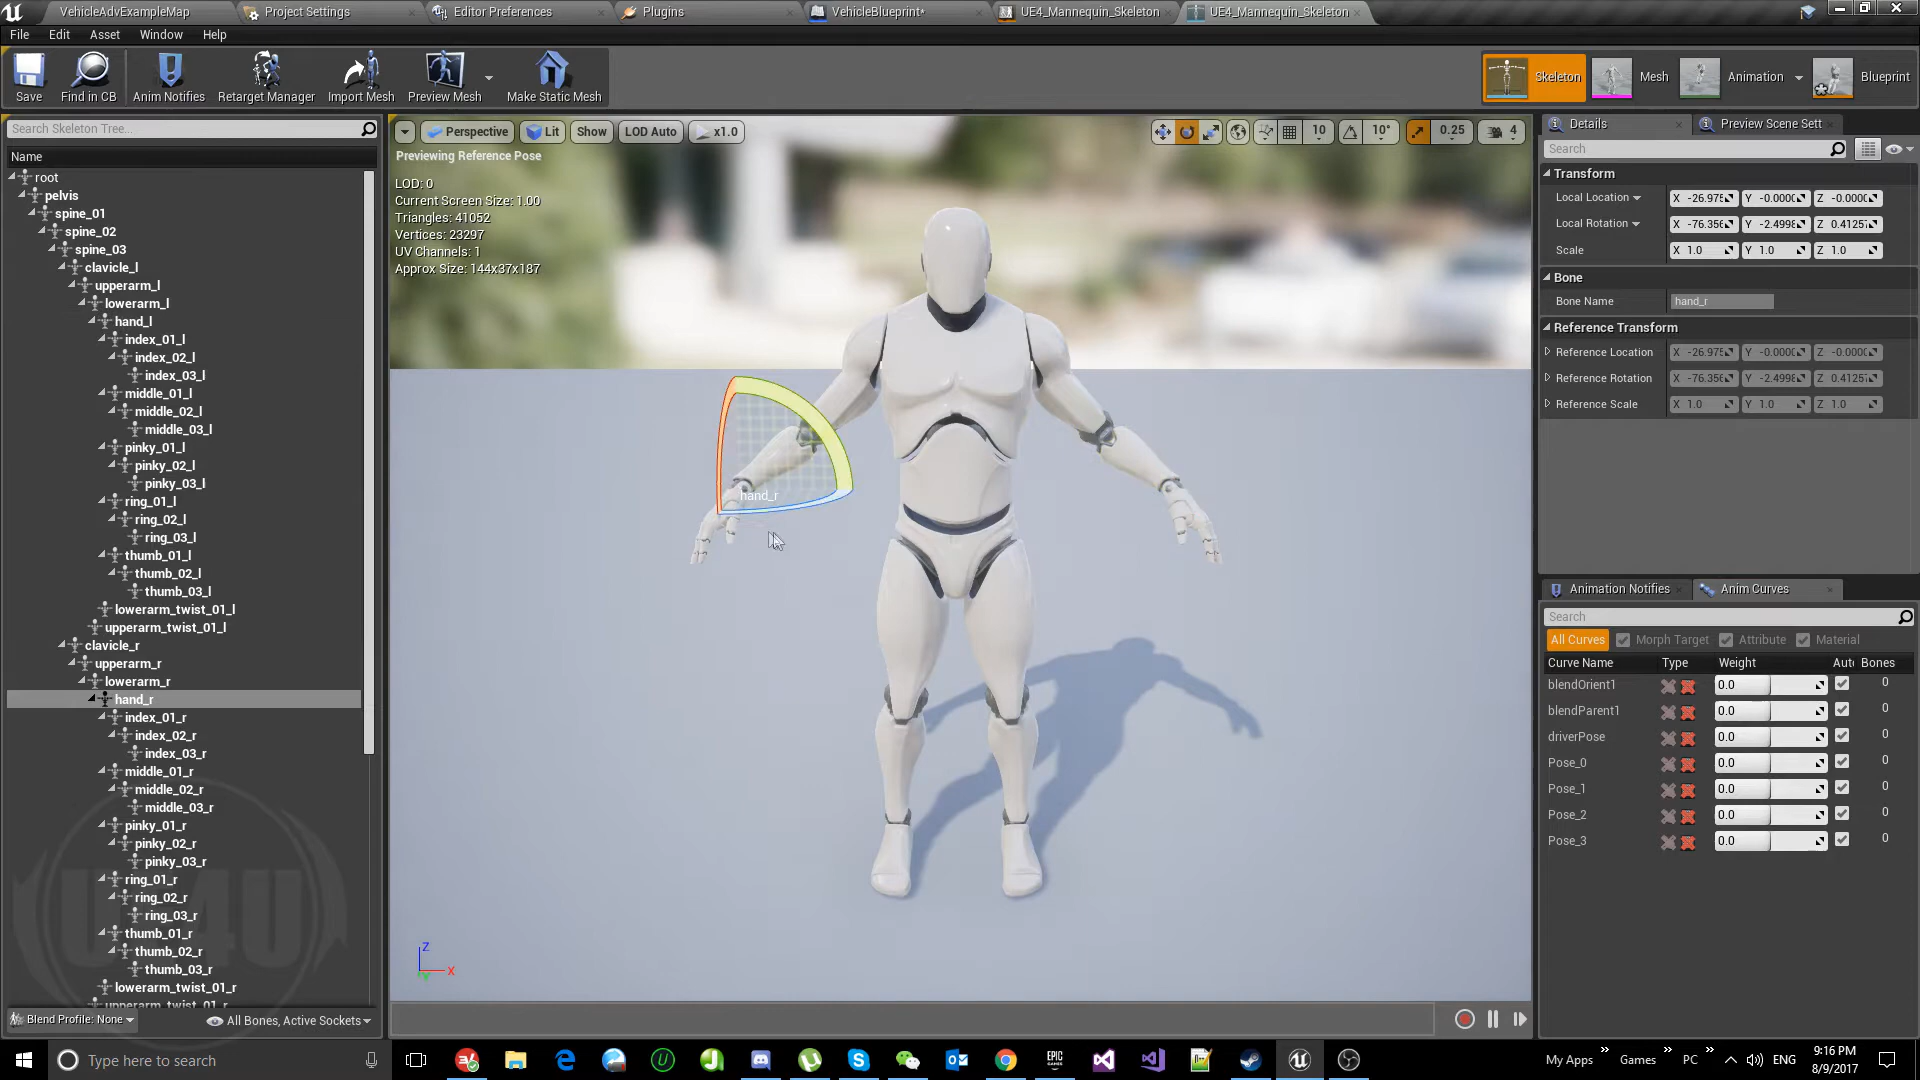 VehicleAdvExampleMap
Project Settings
Editor Preferences
Plugins
VehicleBlueprint*
UE4_Mannequin_Skeleton
UE4_Mannequin_Skeleton
File Edit Asset Window Help
Save
Find in CB
Anim Notifies
Retarget Manager
Import Mesh
Preview Mesh
Make Static Mesh
Skeleton
Mesh
Animation
Blueprint
Search Skeleton Tree...
Name
root
pelvis
spine_01
spine_02
spine_03
clavicle_l
upperarm_l
lowerarm_l
hand_l
index_01_l
index_02_l
index_03_l
middle_01_l
middle_02_l
middle_03_l
pinky_01_l
pinky_02_l
pinky_03_l
ring_01_l
ring_02_l
ring_03_l
thumb_01_l
thumb_02_l
thumb_03_l
lowerarm_twist_01_l
upperarm_twist_01_l
clavicle_r
upperarm_r
lowerarm_r
hand_r
index_01_r
index_02_r
index_03_r
middle_01_r
middle_02_r
middle_03_r
pinky_01_r
pinky_02_r
pinky_03_r
ring_01_r
ring_02_r
ring_03_r
thumb_01_r
thumb_02_r
thumb_03_r
lowerarm_twist_01_r
upperarm_twist_01_r
Blend Profile: None
All Bones, Active Sockets
Perspective Lit Show LOD Auto x1.0
10 10° 0.25 4
Previewing Reference Pose
LOD: 0
Current Screen Size: 1.00
Triangles: 41052
Vertices: 23297
UV Channels: 1
Approx Size: 144x37x187
hand_r
Z
X
Y
Details
Preview Scene Sett
Search
Transform
Local Location X -26.975 Y -0.0000 Z -0.0000
Local Rotation X -76.356 Y -2.4998 Z 0.41257
Scale X 1.0 Y 1.0 Z 1.0
Bone
Bone Name hand_r
Reference Transform
Reference Location X -26.975 Y -0.0000 Z -0.0000
Reference Rotation X -76.356 Y -2.4998 Z 0.41257
Reference Scale X 1.0 Y 1.0 Z 1.0
Animation Notifies
Anim Curves
Search
All Curves Morph Target Attribute Material
Curve Name Type Weight Auto Bones
blendOrient1 0.0 0
blendParent1 0.0 0
driverPose 0.0 0
Pose_0 0.0 0
Pose_1 0.0 0
Pose_2 0.0 0
Pose_3 0.0 0
UE4U
Type here to search
EPIC GAMES
My Apps
Games
PC
ENG
9:16 PM
8/9/2017